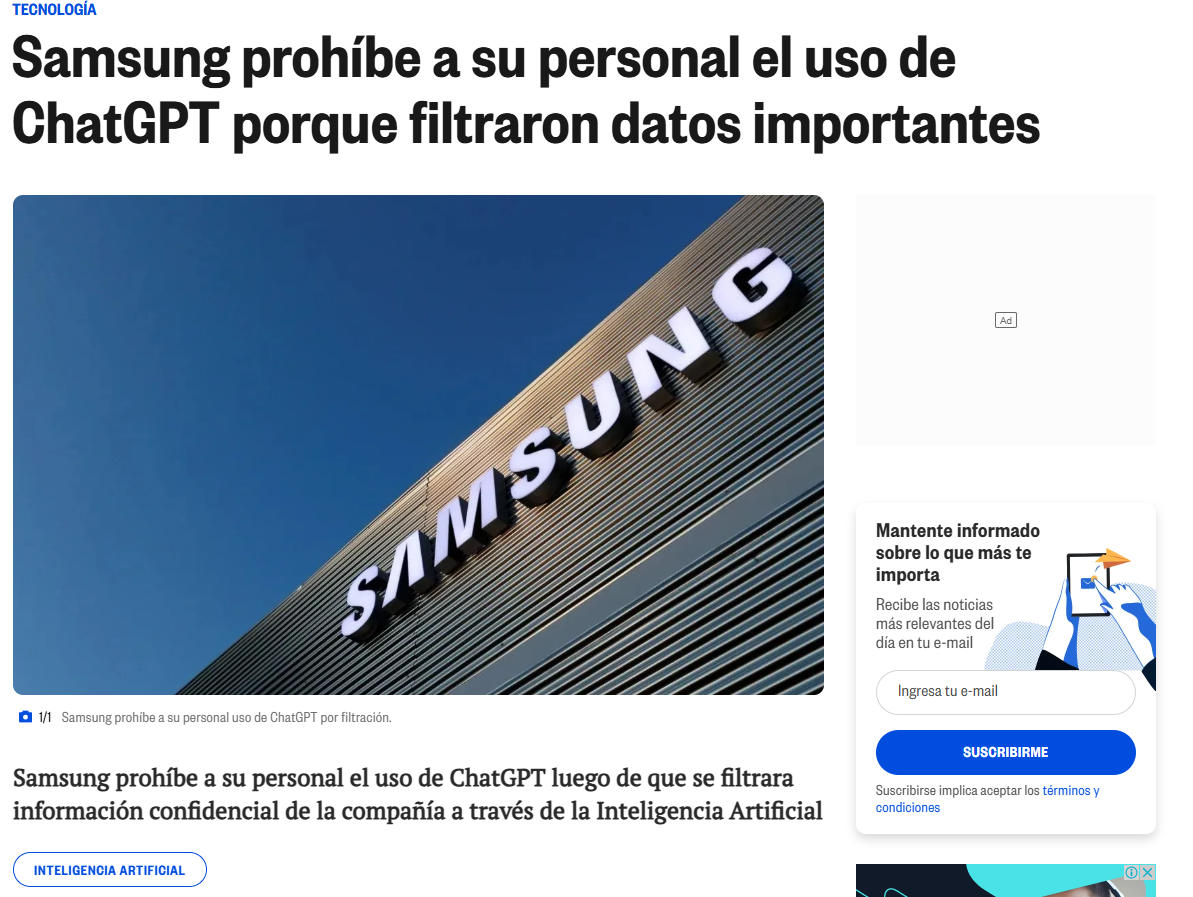 TECNOLOGÍA
Samsung prohíbe a su personal el uso de
ChatGPT porque filtraron datos importantes
SAMSUNG
Ad
1/1 Samsung prohíbe a su personal uso de ChatGPT por filtración.
Samsung prohíbe a su personal el uso de ChatGPT luego de que se filtrara
información confidencial de la compañía a través de la Inteligencia Artificial
INTELIGENCIA ARTIFICIAL
Mantente informado
sobre lo que más te
importa
Recibe las noticias
más relevantes del
día en tu e-mail
Ingresa tu e-mail
SUSCRIBIRME
Suscribirse implica aceptar los términos y
condiciones